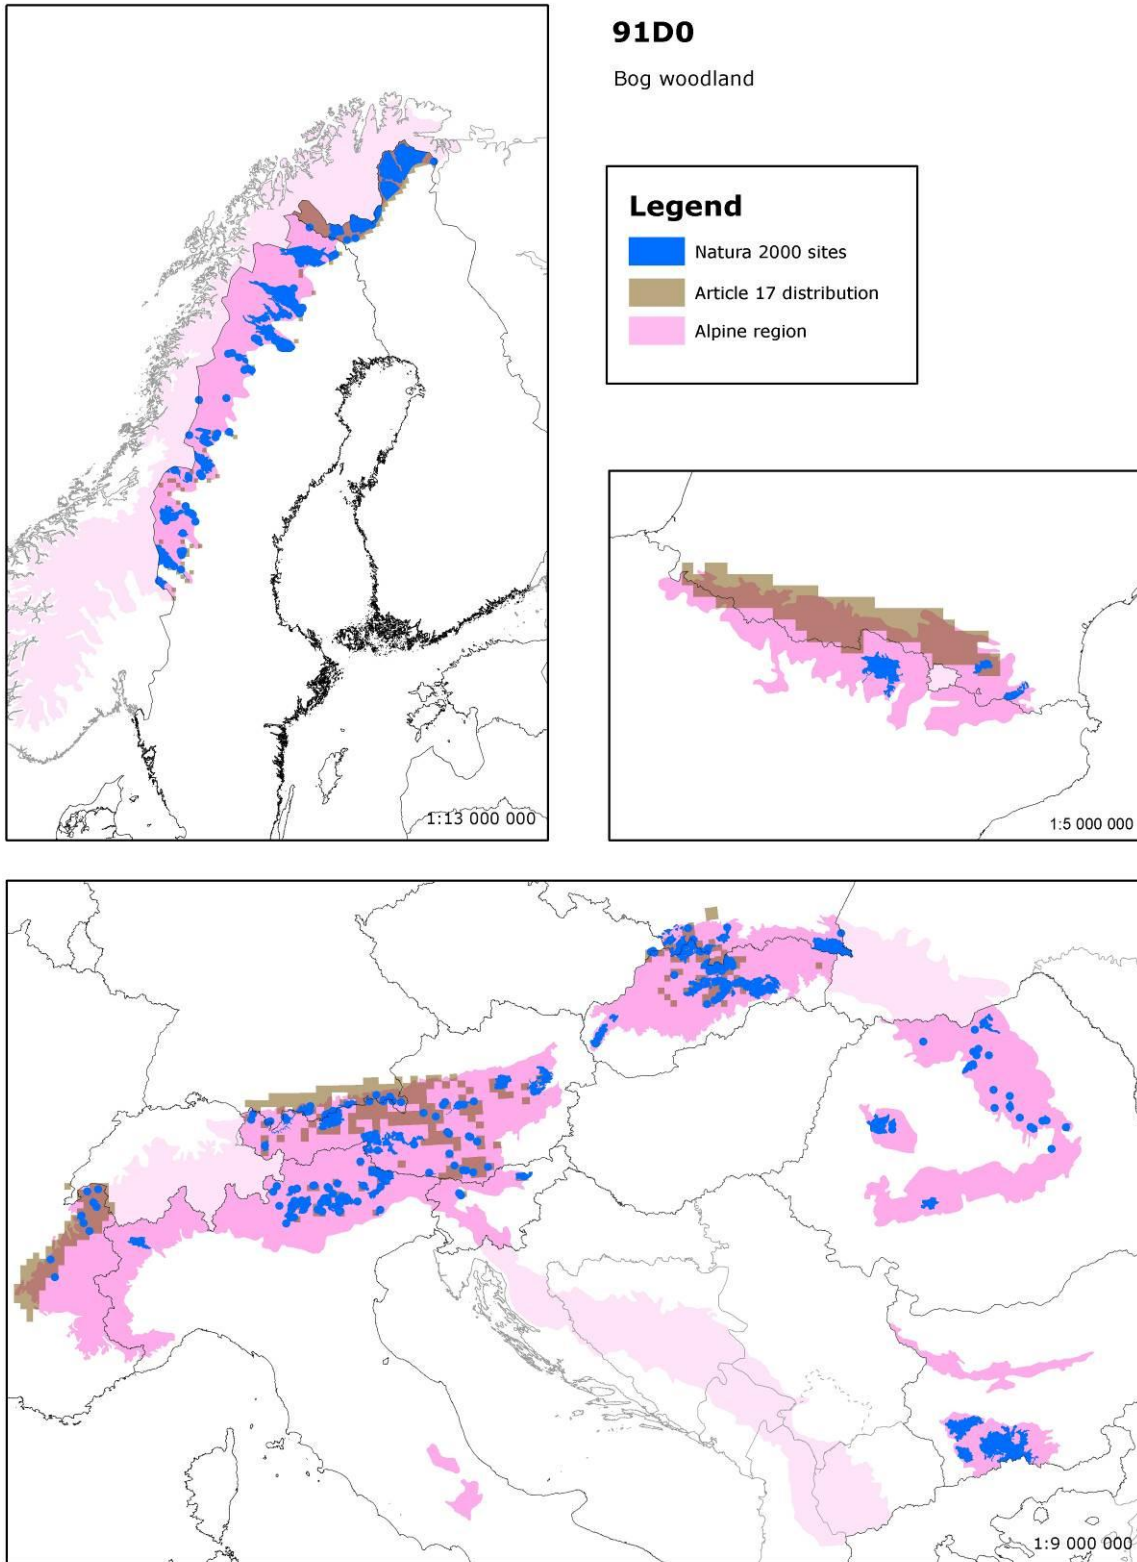 91D0
Bog woodland
Legend
Natura 2000 sites
Article 17 distribution
Alpine region
1:13 000 000
1:5 000 000
1:9 000 000